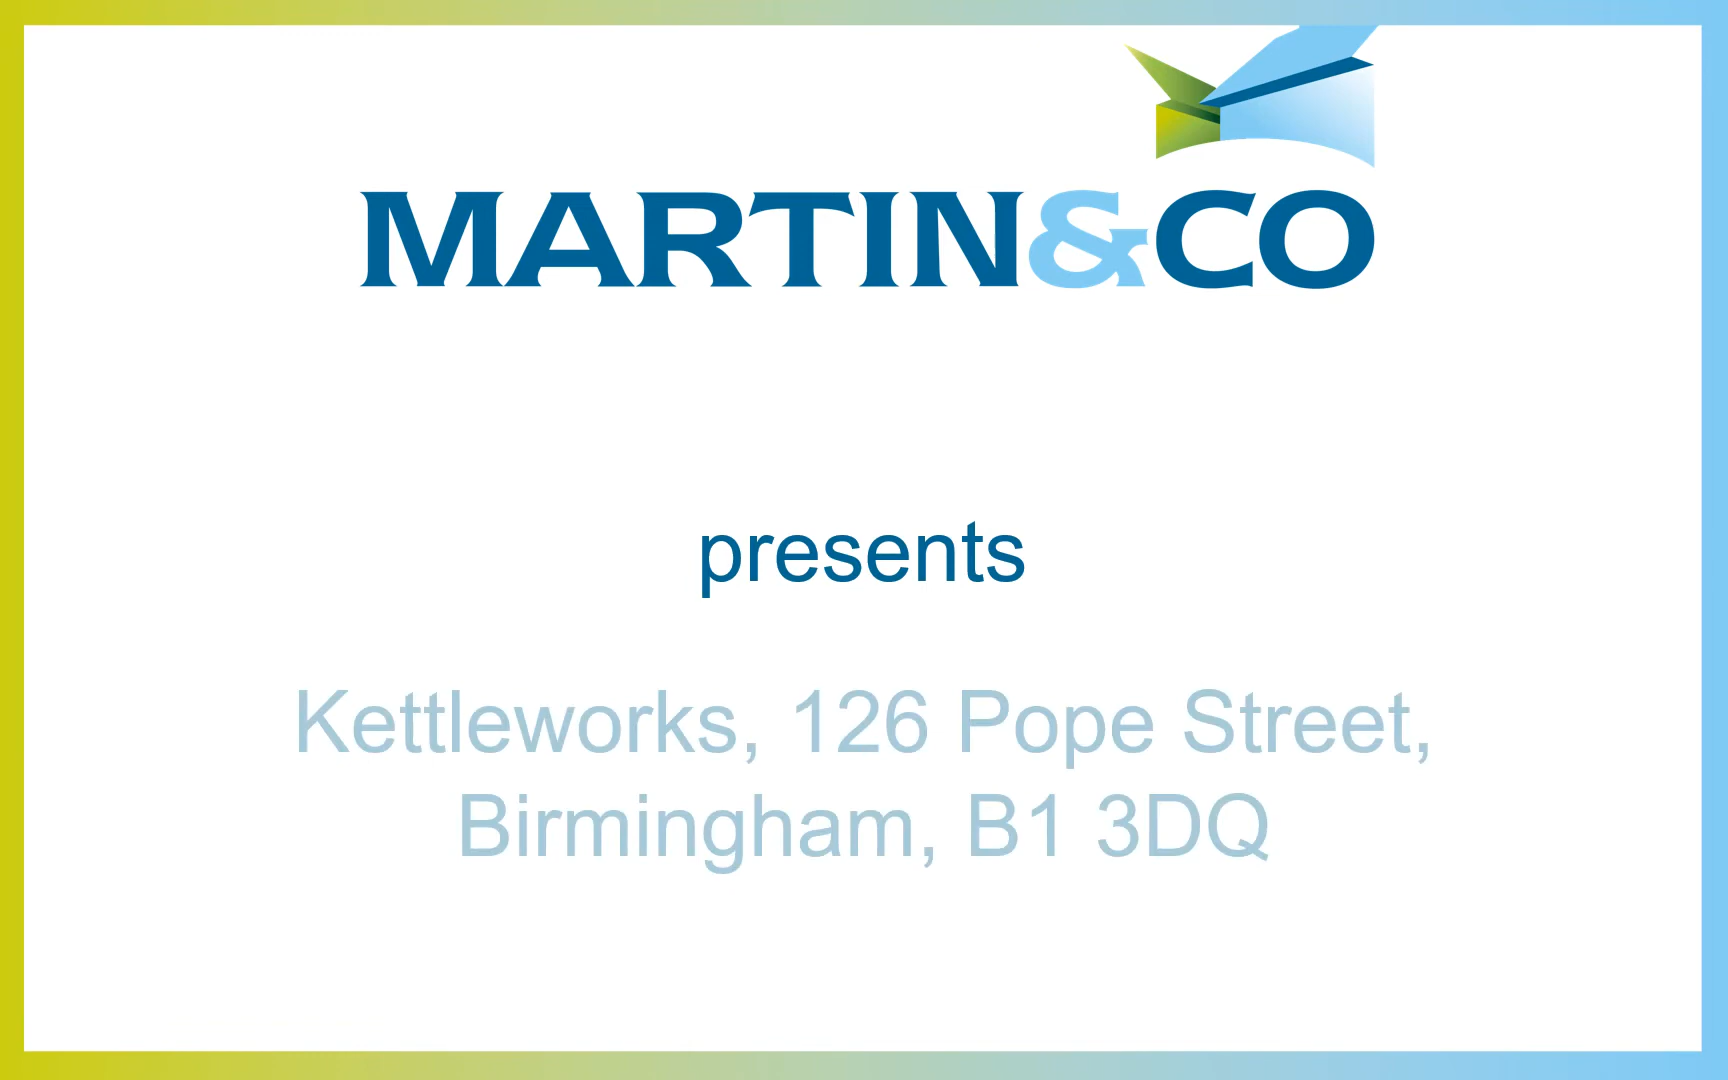 MARTIN&CO
presents
Kettleworks, 126 Pope Street,
Birmingham, B1 3DQ